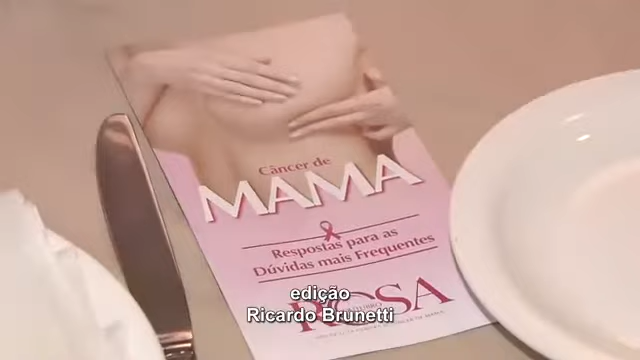 Câncer de
MAMA
Respostas para as
Dúvidas mais Frequentes
ROSA
edição
Ricardo Brunetti